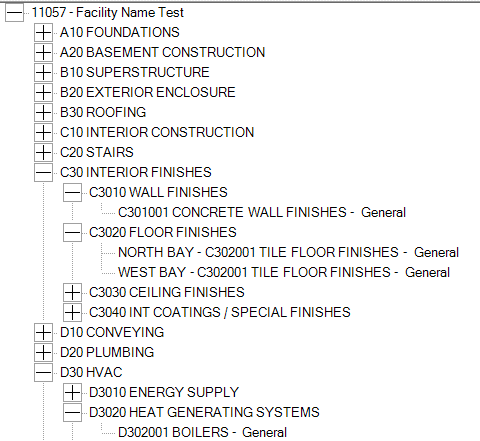 11057 - Facility Name Test
A10 FOUNDATIONS
A20 BASEMENT CONSTRUCTION
B10 SUPERSTRUCTURE
B20 EXTERIOR ENCLOSURE
B30 ROOFING
C10 INTERIOR CONSTRUCTION
C20 STAIRS
C30 INTERIOR FINISHES
C3010 WALL FINISHES
C301001 CONCRETE WALL FINISHES - General
C3020 FLOOR FINISHES
NORTH BAY - C302001 TILE FLOOR FINISHES - General
WEST BAY - C302001 TILE FLOOR FINISHES - General
C3030 CEILING FINISHES
C3040 INT COATINGS / SPECIAL FINISHES
D10 CONVEYING
D20 PLUMBING
D30 HVAC
D3010 ENERGY SUPPLY
D3020 HEAT GENERATING SYSTEMS
D302001 BOILERS - General